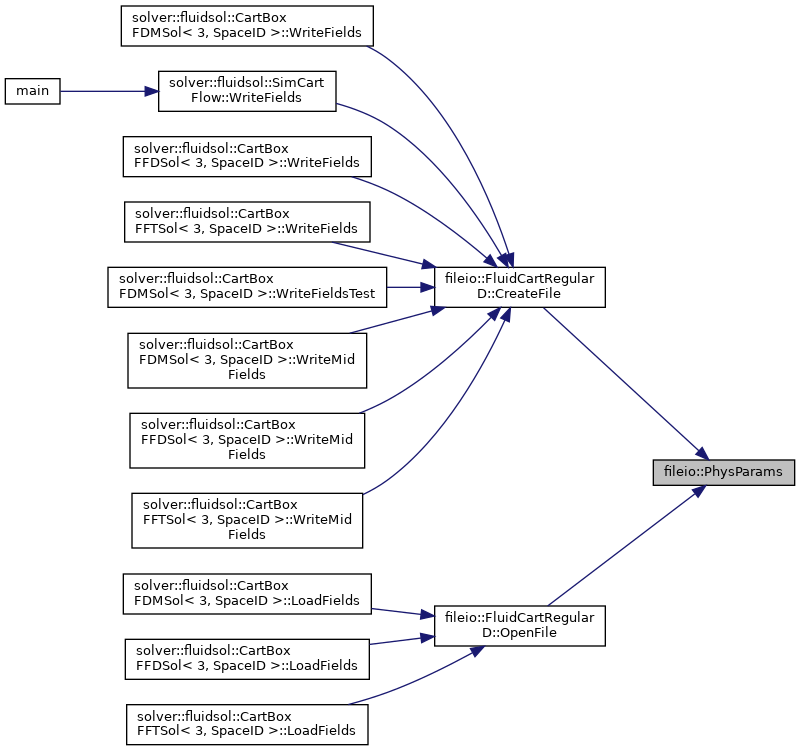 solver::fluidsol::CartBox
FDMSol< 3, SpaceID >::WriteFields
main
solver::fluidsol::SimCart
Flow::WriteFields
solver::fluidsol::CartBox
FFDSol< 3, SpaceID >::WriteFields
solver::fluidsol::CartBox
FFTSol< 3, SpaceID >::WriteFields
solver::fluidsol::CartBox
FDMSol< 3, SpaceID >::WriteFieldsTest
fileio::FluidCartRegular
D::CreateFile
solver::fluidsol::CartBox
FDMSol< 3, SpaceID >::WriteMid
Fields
solver::fluidsol::CartBox
FFDSol< 3, SpaceID >::WriteMid
Fields
fileio::PhysParams
solver::fluidsol::CartBox
FFTSol< 3, SpaceID >::WriteMid
Fields
solver::fluidsol::CartBox
FDMSol< 3, SpaceID >::LoadFields
fileio::FluidCartRegular
D::OpenFile
solver::fluidsol::CartBox
FFDSol< 3, SpaceID >::LoadFields
solver::fluidsol::CartBox
FFTSol< 3, SpaceID >::LoadFields